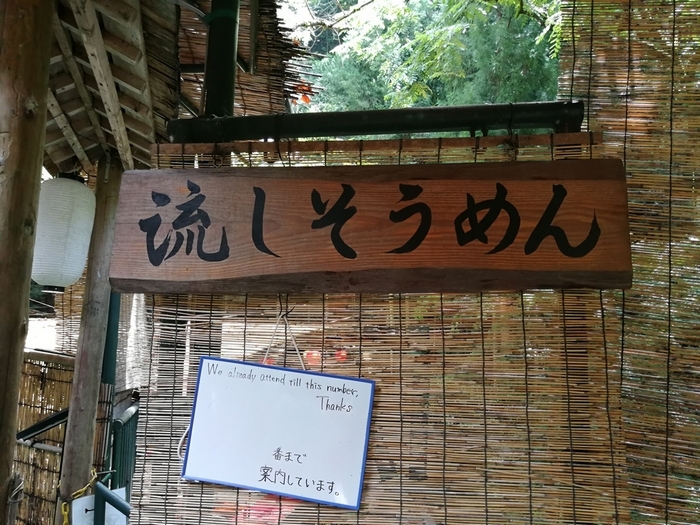 流しそうめん
We already attend till this number,
Thanks
番まで
案内しています。